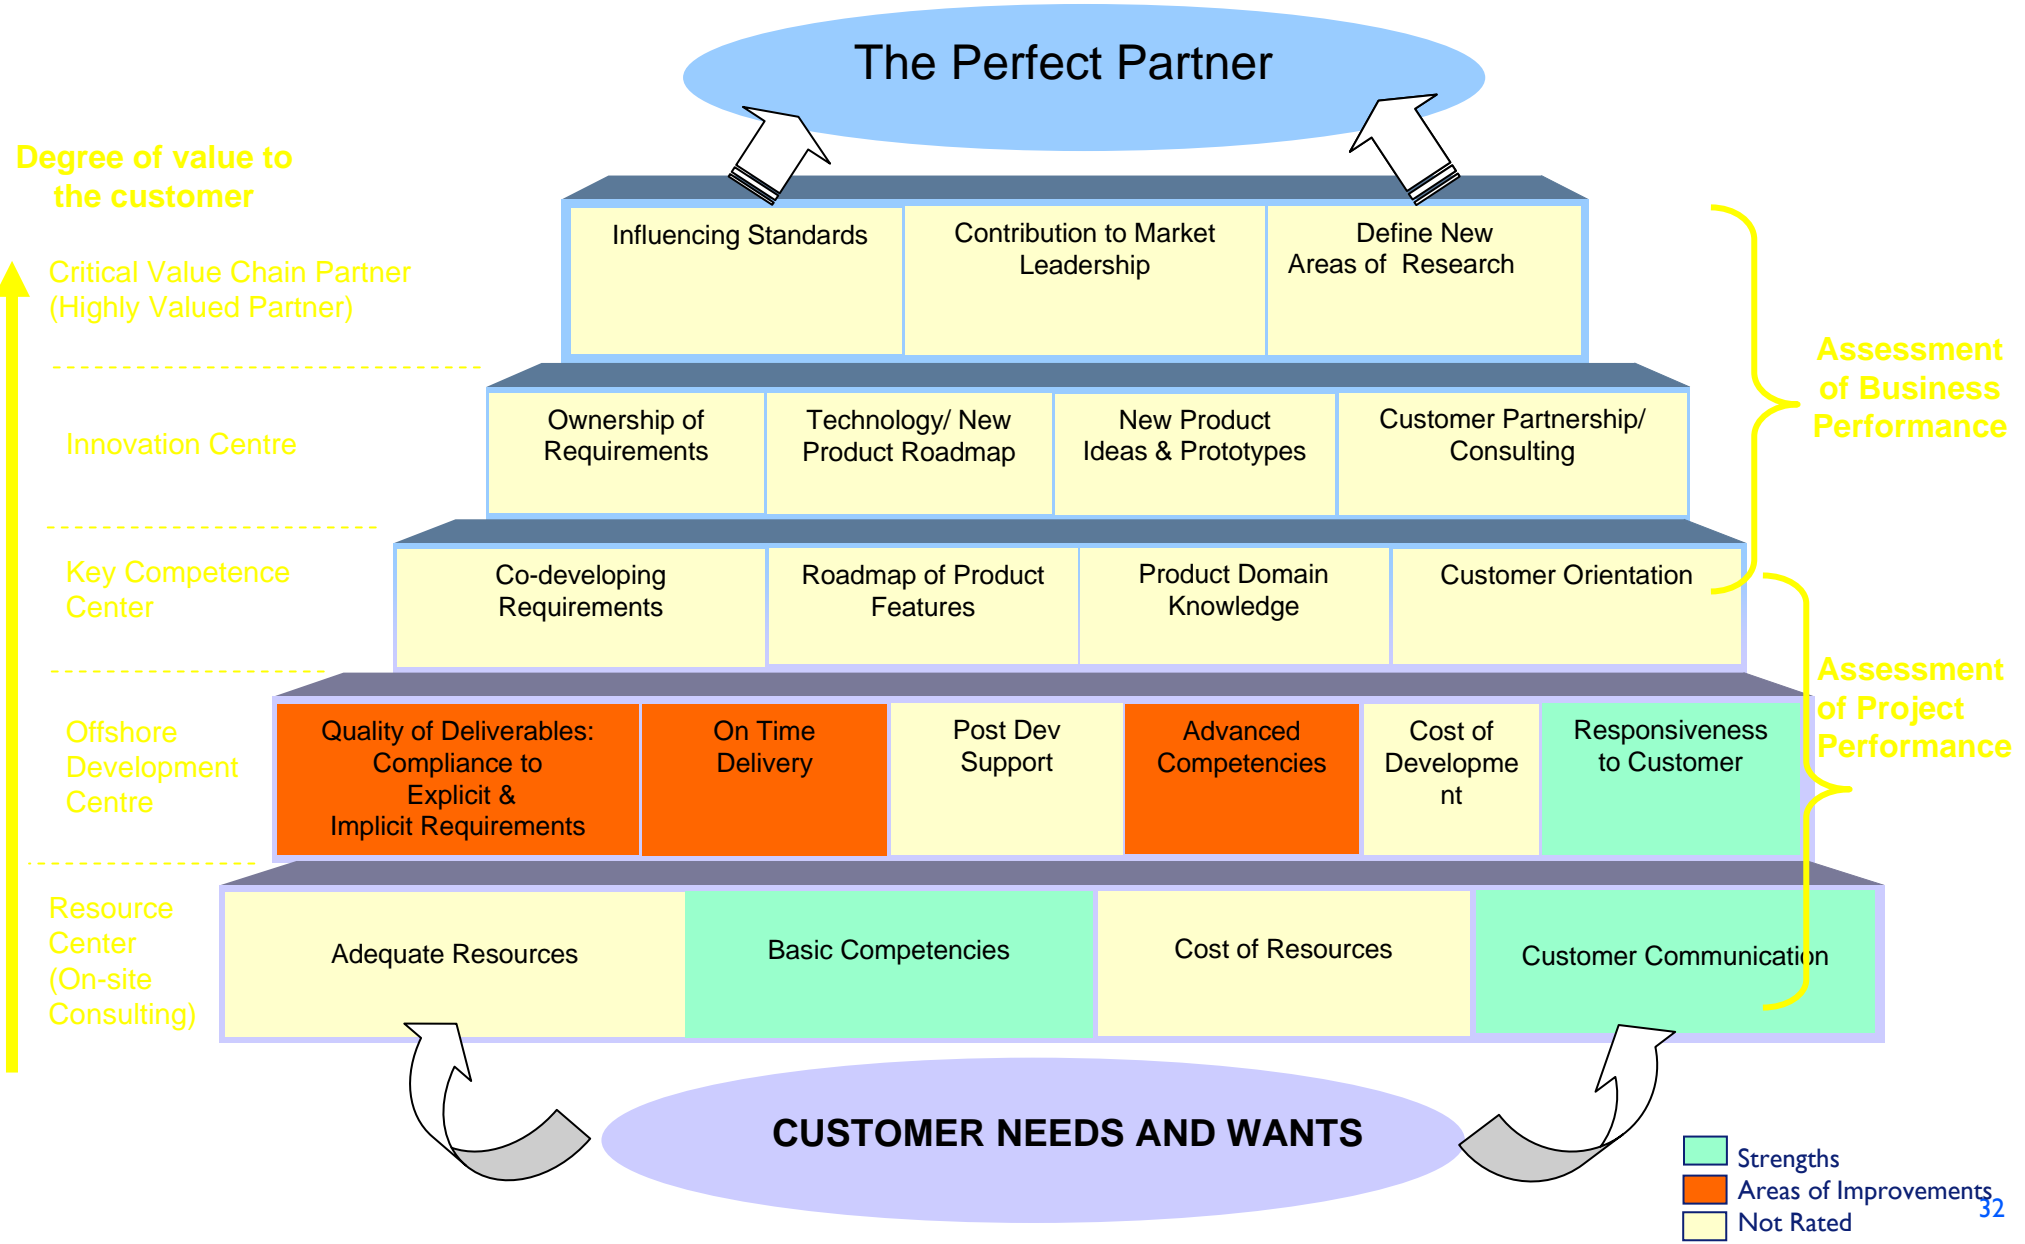 The Perfect Partner
Degree of value to
the customer
Critical Value Chain Partner
(Highly Valued Partner)
Influencing Standards
Contribution to Market
Leadership
Define New
Areas of  Research
Assessment
of Business
Performance
Innovation Centre
Ownership of
Requirements
Technology/ New
Product Roadmap
New Product
Ideas & Prototypes
Customer Partnership/
Consulting
Key Competence
Center
Co-developing
Requirements
Roadmap of Product
Features
Product Domain
Knowledge
Customer Orientation
Assessment
of Project
Performance
Offshore
Development
Centre
Quality of Deliverables:
Compliance to
Explicit &
Implicit Requirements
On Time
Delivery
Post Dev
Support
Advanced
Competencies
Cost of
Developme
nt
Responsiveness
to Customer
Resource
Center
(On-site
Consulting)
Adequate Resources
Basic Competencies
Cost of Resources
Customer Communication
CUSTOMER NEEDS AND WANTS
Strengths
Areas of Improvements
Not Rated
32